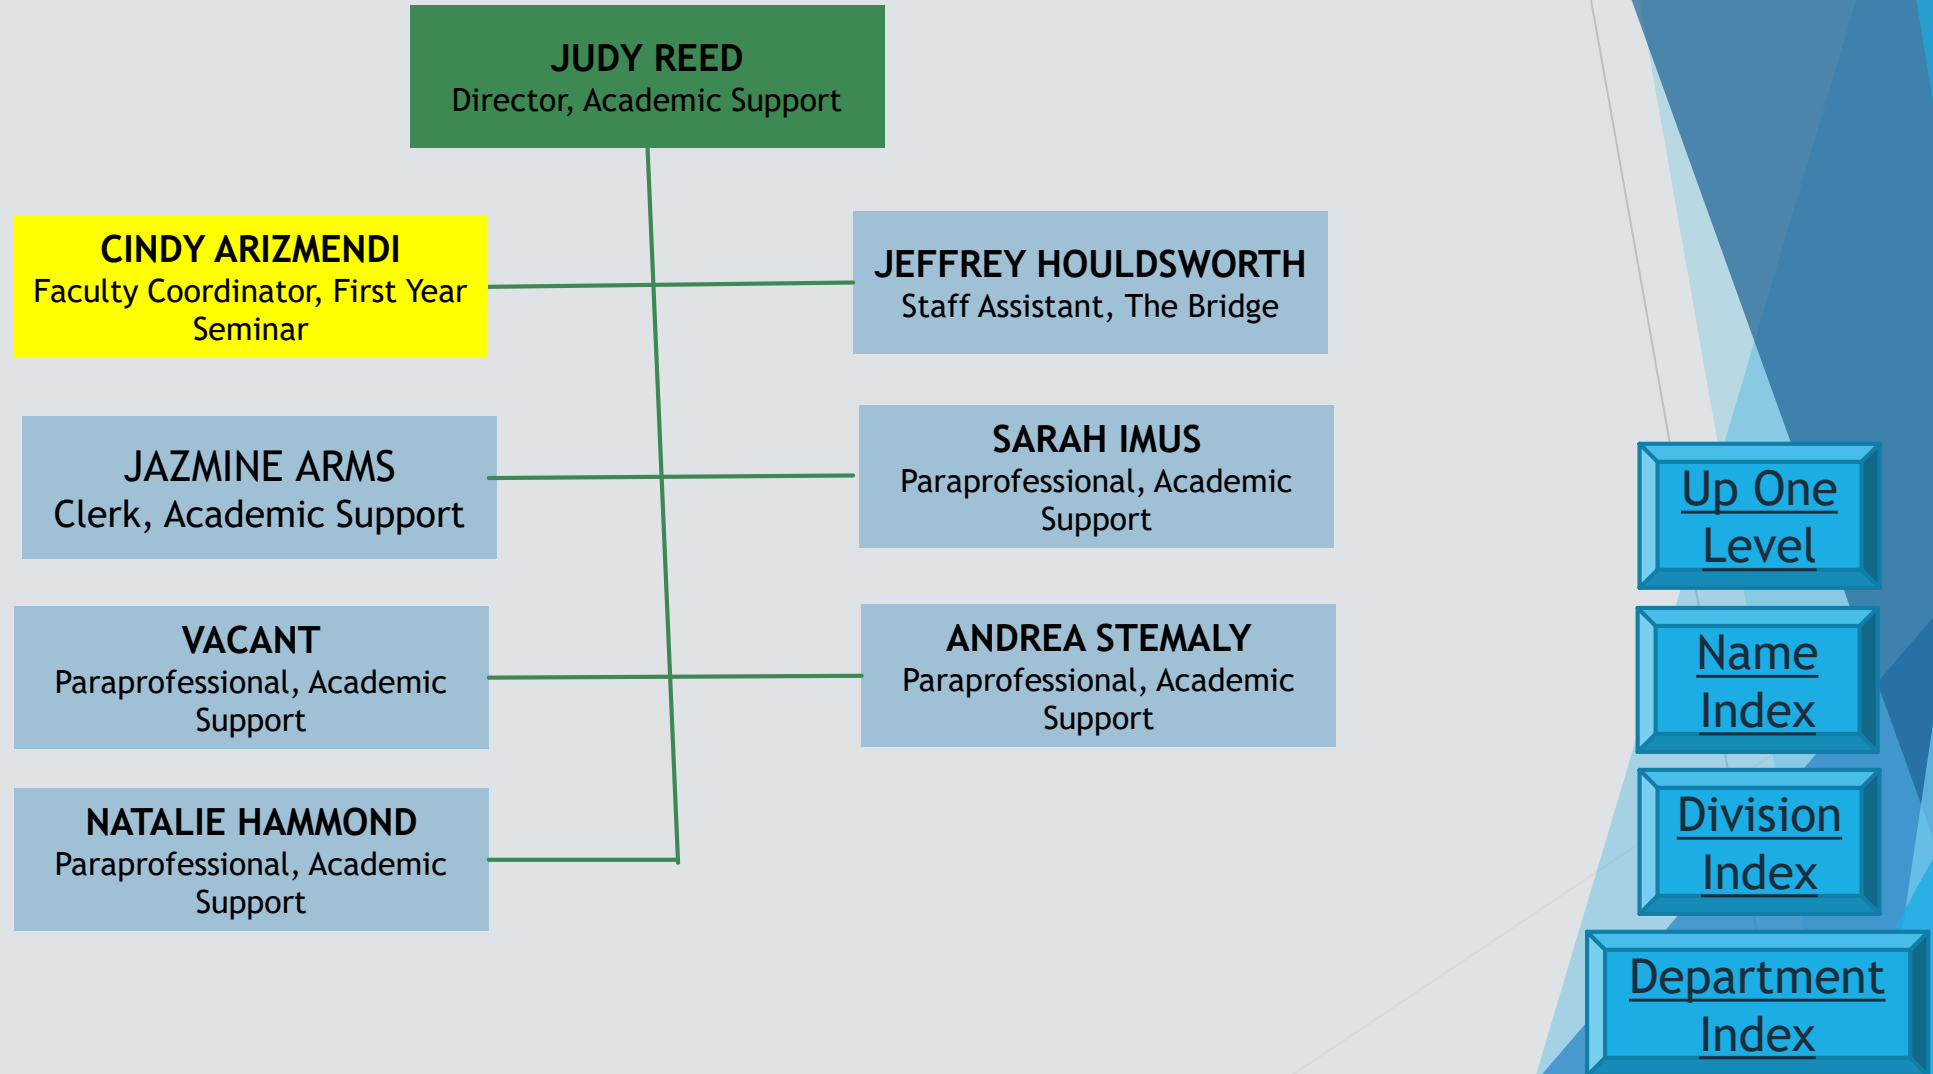 JUDY REED
Director, Academic Support
CINDY ARIZMENDI
Faculty Coordinator, First Year
Seminar
JEFFREY HOULDSWORTH
Staff Assistant, The Bridge
JAZMINE ARMS
Clerk, Academic Support
SARAH IMUS
Paraprofessional, Academic
Support
VACANT
Paraprofessional, Academic
Support
ANDREA STEMALY
Paraprofessional, Academic
Support
NATALIE HAMMOND
Paraprofessional, Academic
Support
Up One
Level
Name
Index
Division
Index
Department
Index